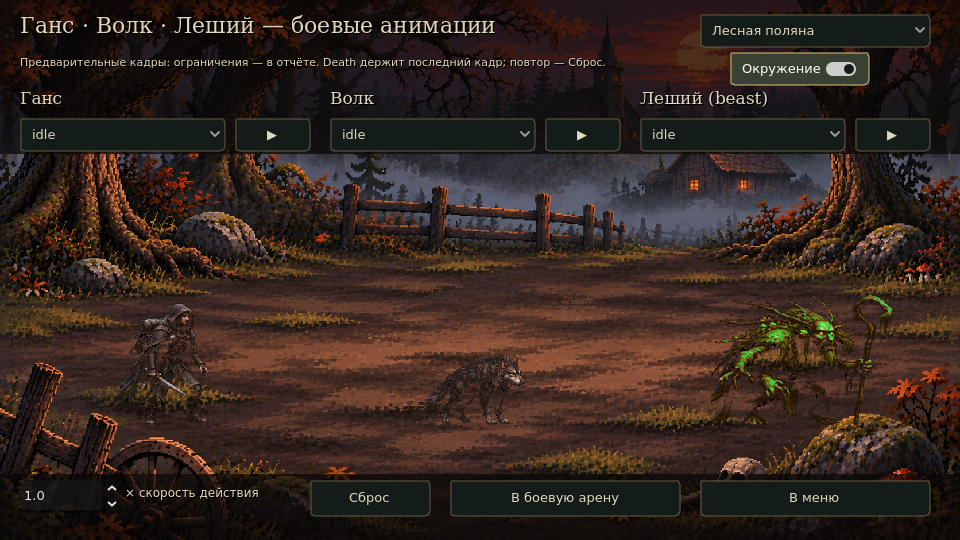 Ганс · Волк · Леший — боевые анимации
Лесная поляна
Предварительные кадры: ограничения — в отчёте. Death держит последний кадр; повтор — Сброс.
Окружение
Ганс
Волк
Леший (beast)
idle
idle
idle
1.0
× скорость действия
Сброс
В боевую арену
В меню